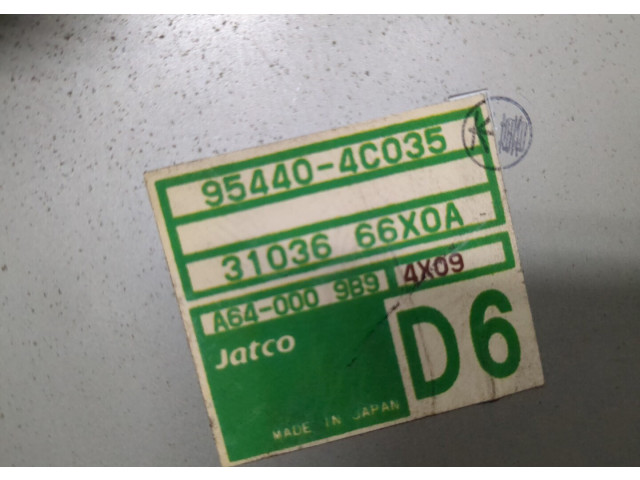 95440-4C035
31036 66X0A
A64-000 9B9
4X09
Jatco
D6
MADE IN JAPAN